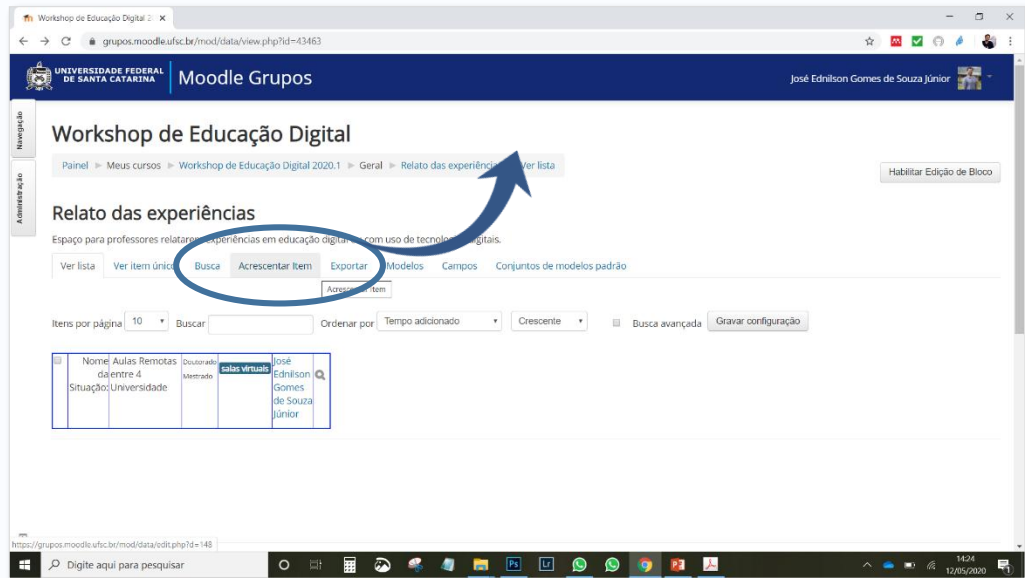 Workshop de Educação Digital 2
grupos.moodle.ufsc.br/mod/data/view.php?id=43463
UNIVERSIDADE FEDERAL
DE SANTA CATARINA
Moodle Grupos
José Ednilson Gomes de Souza Júnior
Navegação
Administração
Workshop de Educação Digital
Painel Meus cursos Workshop de Educação Digital 2020.1 Geral Relato das experiências Ver lista
Habilitar Edição de Bloco
Relato das experiências
Espaço para professores relatarem experiências em educação digital com uso de tecnologias digitais.
Ver lista Ver item único Busca Acrescentar Item Exportar Modelos Campos Conjuntos de modelos padrão
Acrescentar Item
Itens por página 10 Buscar Ordenar por Tempo adicionado Crescente Busca avançada Gravar configuração
Nome da Situação:
Aulas Remotas entre 4 Universidade
Doutorado
Mestrado
salas virtuais
José
Ednilson
Gomes
de Souza
Júnior
https://grupos.moodle.ufsc.br/mod/data/edit.php?d=148
Digite aqui para pesquisar
Ps
Lr
14:24
12/05/2020